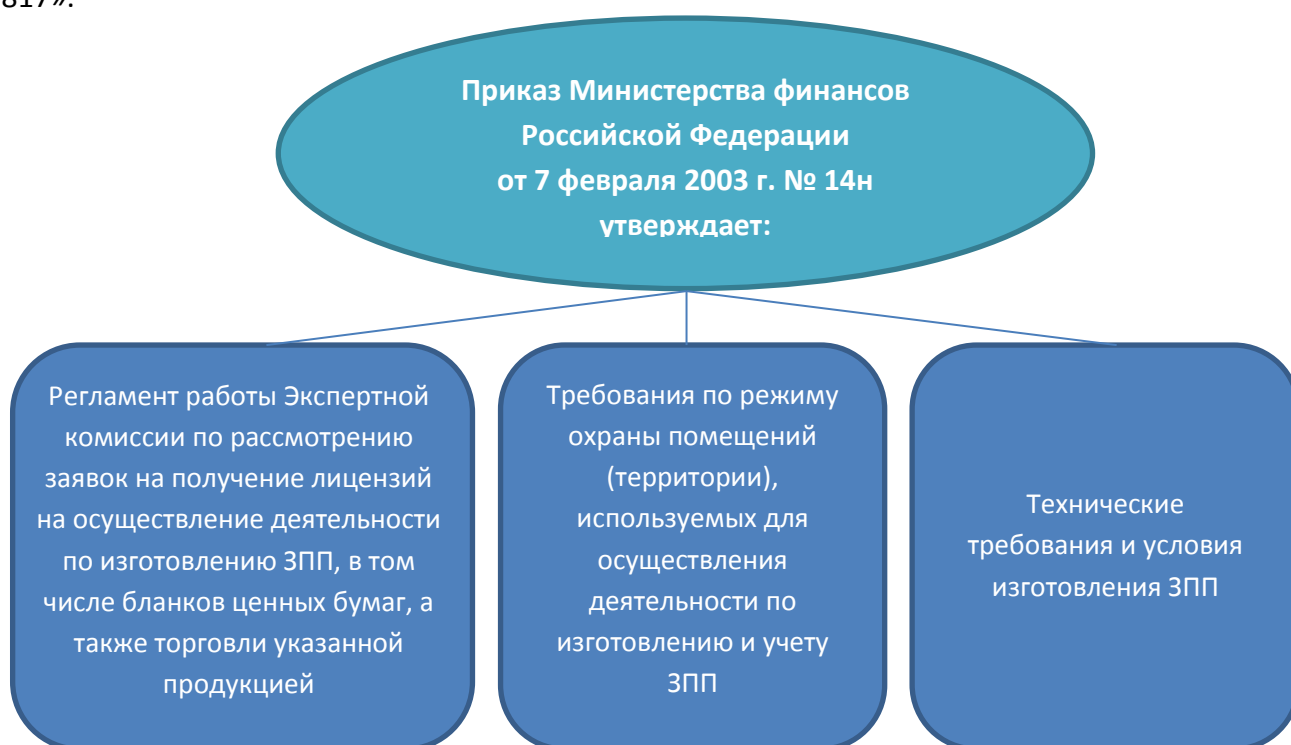 817».
Приказ Министерства финансов
Российской Федерации
от 7 февраля 2003 г. № 14н
утверждает:
Регламент работы Экспертной
комиссии по рассмотрению
заявок на получение лицензий
на осуществление деятельности
по изготовлению ЗПП, в том
числе бланков ценных бумаг, а
также торговли указанной
продукцией
Требования по режиму
охраны помещений
(территории),
используемых для
осуществления
деятельности по
изготовлению и учету
ЗПП
Технические
требования и условия
изготовления ЗПП